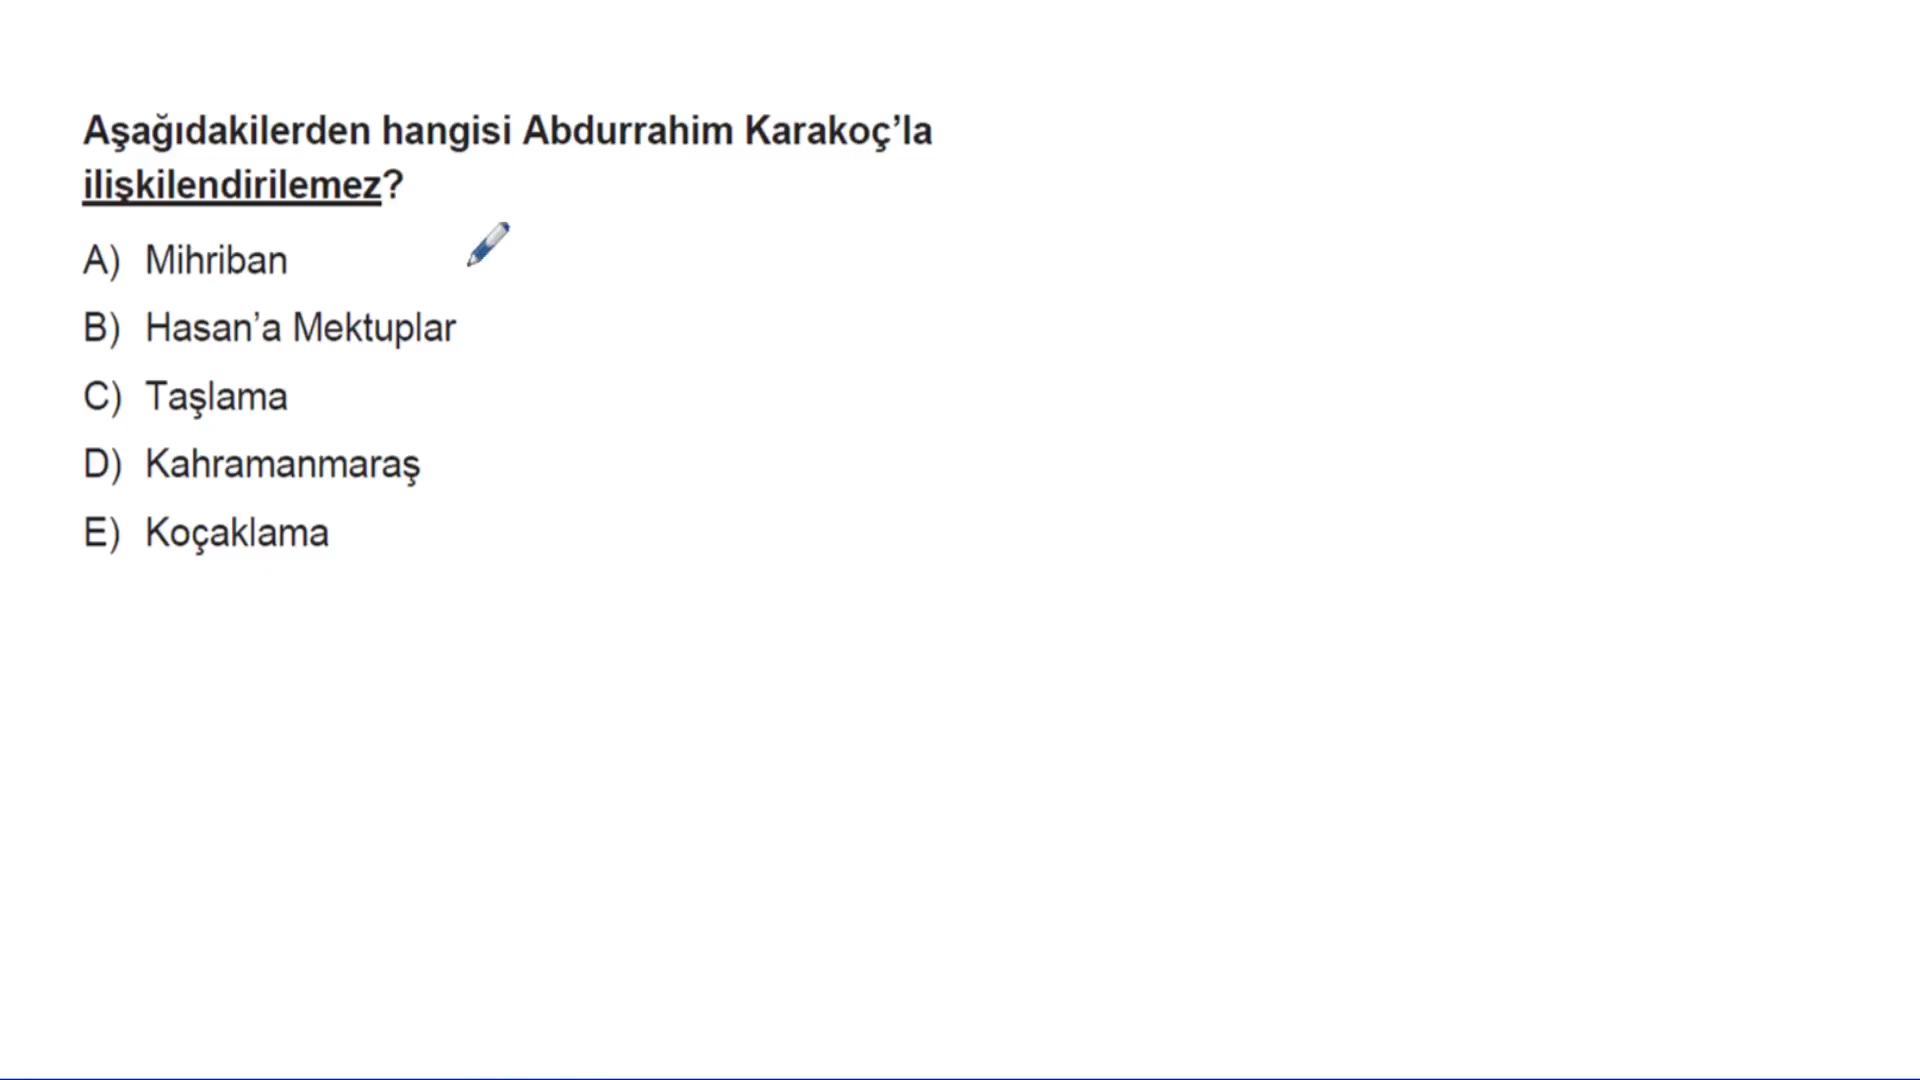 Aşağıdakilerden hangisi Abdurrahim Karakoç’la
ilişkilendirilemez?
A) Mihriban
B) Hasan’a Mektuplar
C) Taşlama
D) Kahramanmaraş
E) Koçaklama